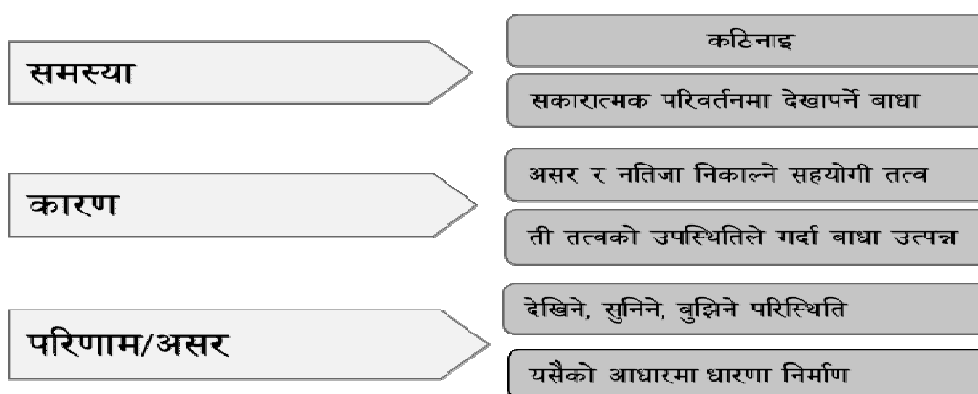 समस्या
कठिनाइ
सकारात्मक परिवर्तनमा देखापर्ने बाधा
कारण
असर र नतिजा निकाल्ने सहयोगी तत्व
ती तत्वको उपस्थितिले गर्दा बाधा उत्पन्न
परिणाम/असर
देखिने, सुनिने, बुझिने परिस्थिति
यसैको आधारमा धारणा निर्माण